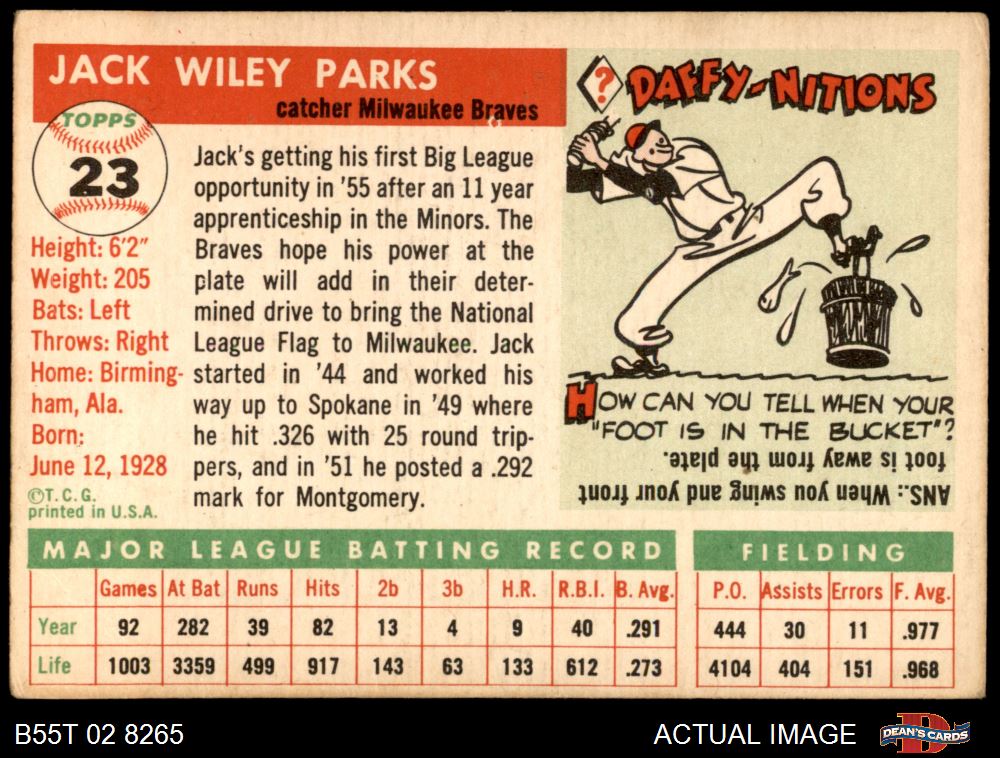 JACK WILEY PARKS
catcher Milwaukee Braves
TOPPS
23
Height: 6'2"
Weight: 205
Bats: Left
Throws: Right
Home: Birming-
ham, Ala.
Born:
June 12, 1928
©T.C.G.
printed in U.S.A.
Jack's getting his first Big League
opportunity in '55 after an 11 year
apprenticeship in the Minors. The
Braves hope his power at the
plate will add in their deter-
mined drive to bring the National
League Flag to Milwaukee. Jack
started in '44 and worked his
way up to Spokane in '49 where
he hit .326 with 25 round trip-
pers, and in '51 he posted a .292
mark for Montgomery.
? DAFFY-NITIONS
HOW CAN YOU TELL WHEN YOUR
"FOOT IS IN THE BUCKET"?
ANS.: When you swing and your front
foot is away from the plate.
MAJOR LEAGUE BATTING RECORD FIELDING
Games At Bat Runs Hits 2b 3b H.R. R.B.I. B. Avg. P.O. Assists Errors F. Avg.
Year 92 282 39 82 13 4 9 40 .291 444 30 11 .977
Life 1003 3359 499 917 143 63 133 612 .273 4104 404 151 .968
B55T 02 8265 ACTUAL IMAGE DEAN'S CARDS